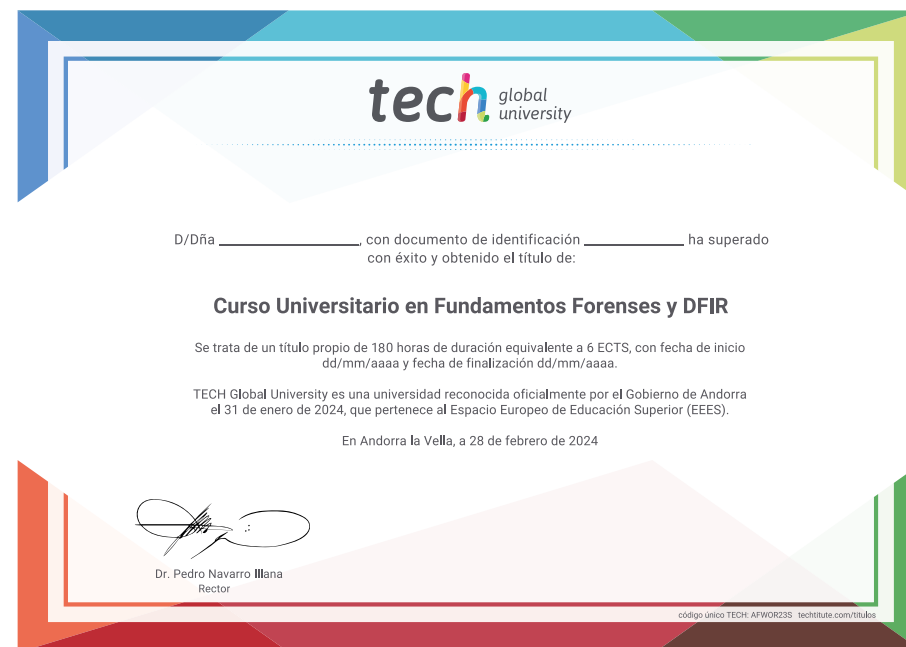 tech global university
D/Dña ____________________, con documento de identificación ______________ ha superado
con éxito y obtenido el título de:
Curso Universitario en Fundamentos Forenses y DFIR
Se trata de un título propio de 180 horas de duración equivalente a 6 ECTS, con fecha de inicio
dd/mm/aaaa y fecha de finalización dd/mm/aaaa.
TECH Global University es una universidad reconocida oficialmente por el Gobierno de Andorra
el 31 de enero de 2024, que pertenece al Espacio Europeo de Educación Superior (EEES).
En Andorra la Vella, a 28 de febrero de 2024
Dr. Pedro Navarro Illana
Rector
código único TECH: AFWOR23S techtitute.com/titulos